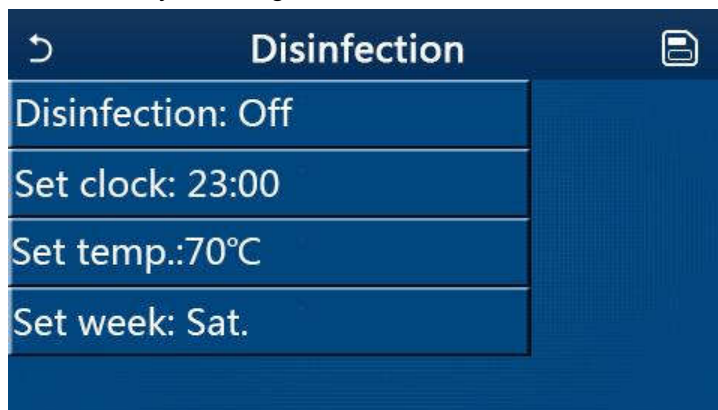 Disinfection
Disinfection: Off
Set clock: 23:00
Set temp.:70℃
Set week: Sat.